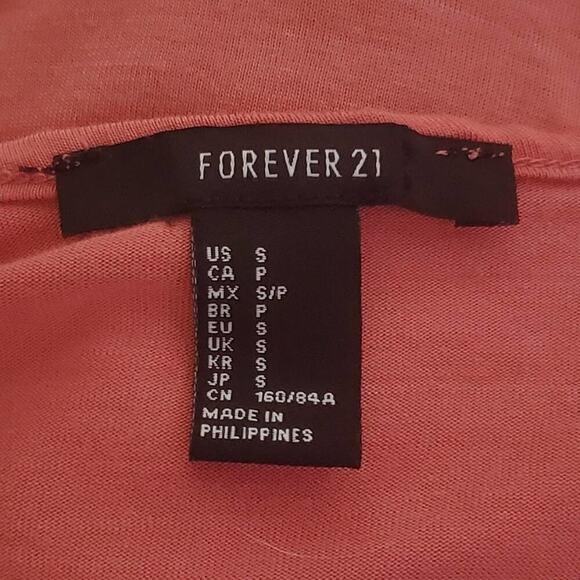 FOREVER 21
US S
CA P
MX S/P
BR P
EU S
UK S
KR S
JP S
CN 160/84A
MADE IN
PHILIPPINES